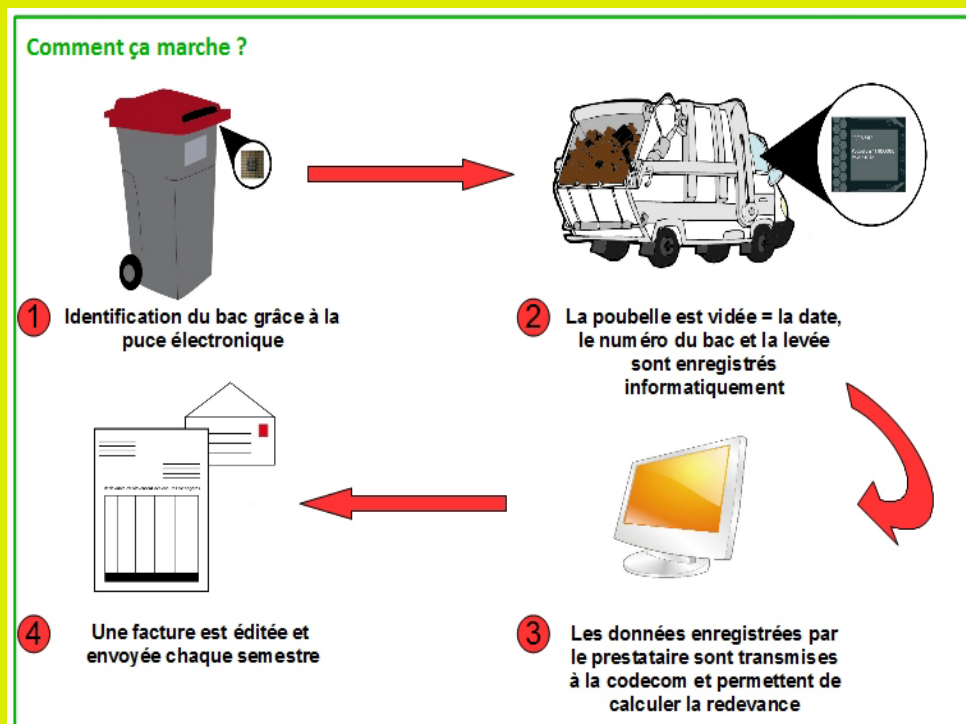 Comment ça marche ?
1
Identification du bac grâce à la
puce électronique
2
La poubelle est vidée = la date,
le numéro du bac et la levée
sont enregistrés
informatiquement
3
Les données enregistrées par
le prestataire sont transmises
à la codecom et permettent de
calculer la redevance
4
Une facture est éditée et
envoyée chaque semestre